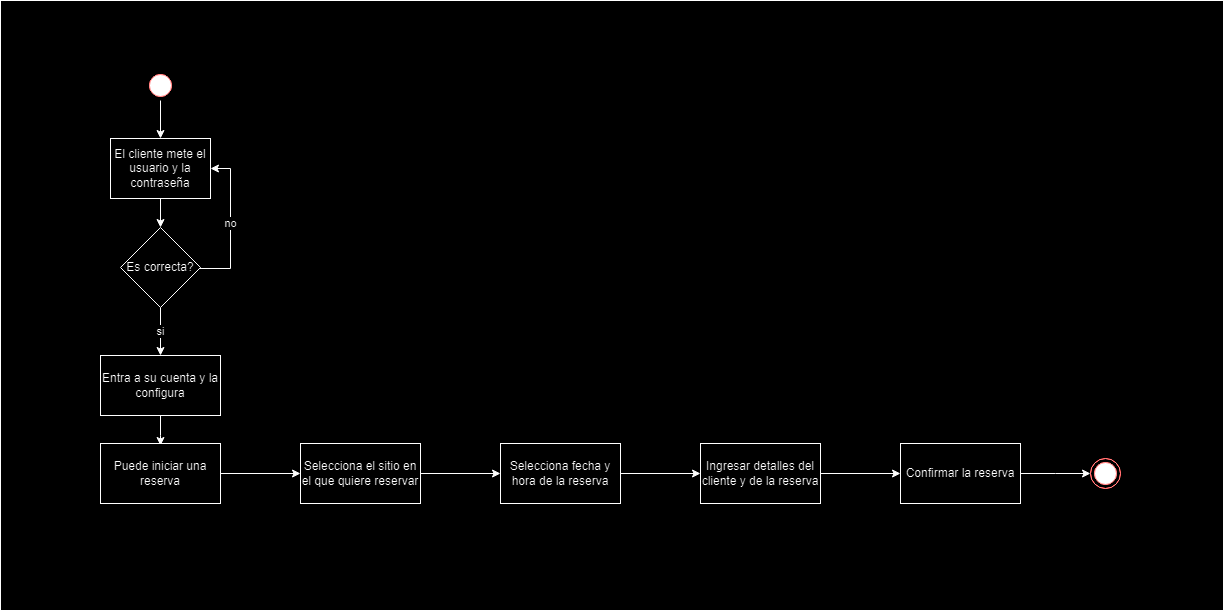 El cliente mete el
usuario y la
contraseña
no
Es correcta?
si
Entra a su cuenta y la
configura
Puede iniciar una
reserva
Selecciona el sitio en
el que quiere reservar
Selecciona fecha y
hora de la reserva
Ingresar detalles del
cliente y de la reserva
Confirmar la reserva